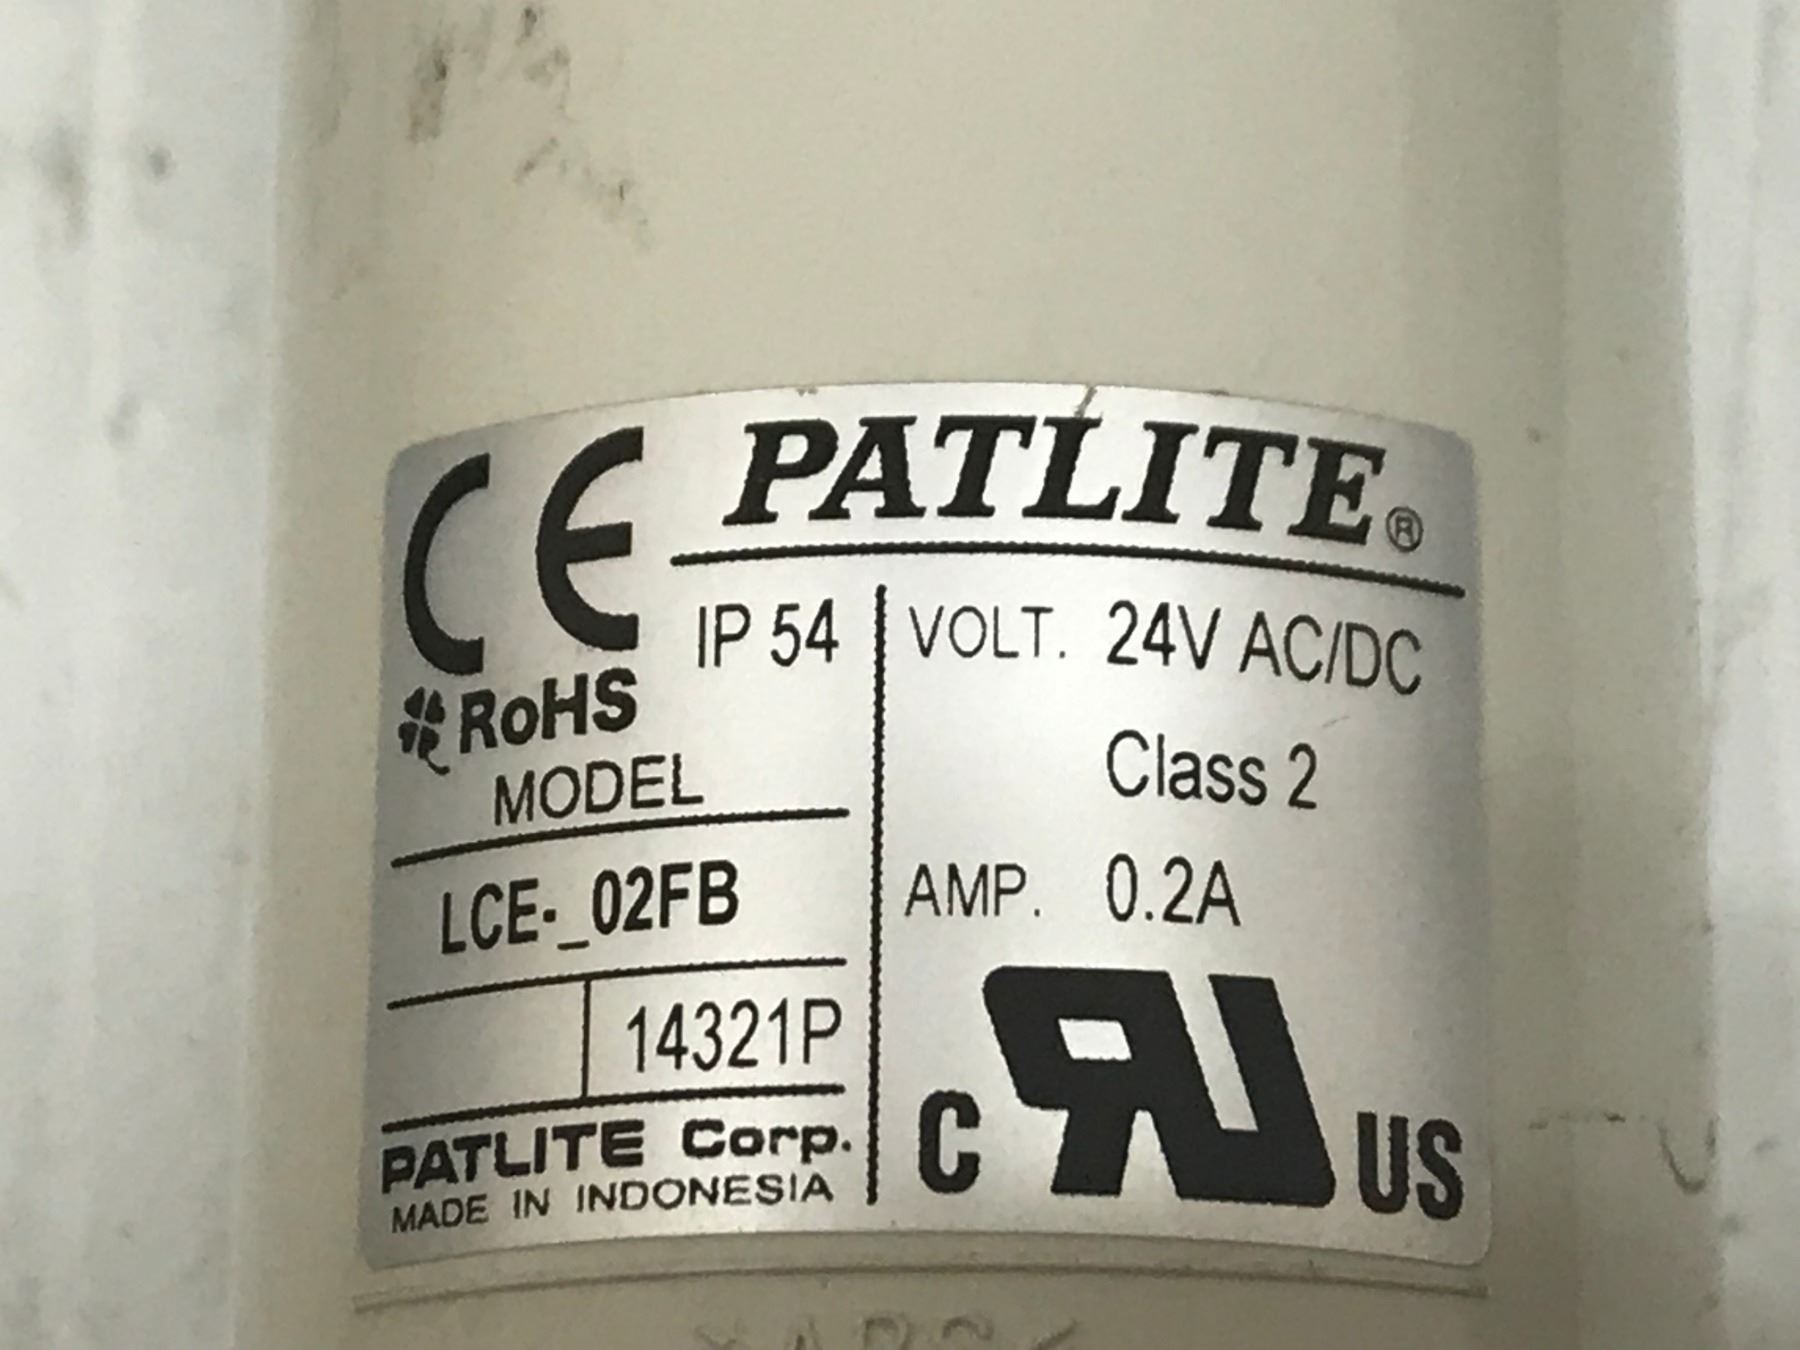 CE PATLITE®
IP 54
VOLT. 24V AC/DC
RoHS
MODEL
Class 2
LCE-_02FB
AMP. 0.2A
14321P
PATLITE Corp.
MADE IN INDONESIA
C RU US